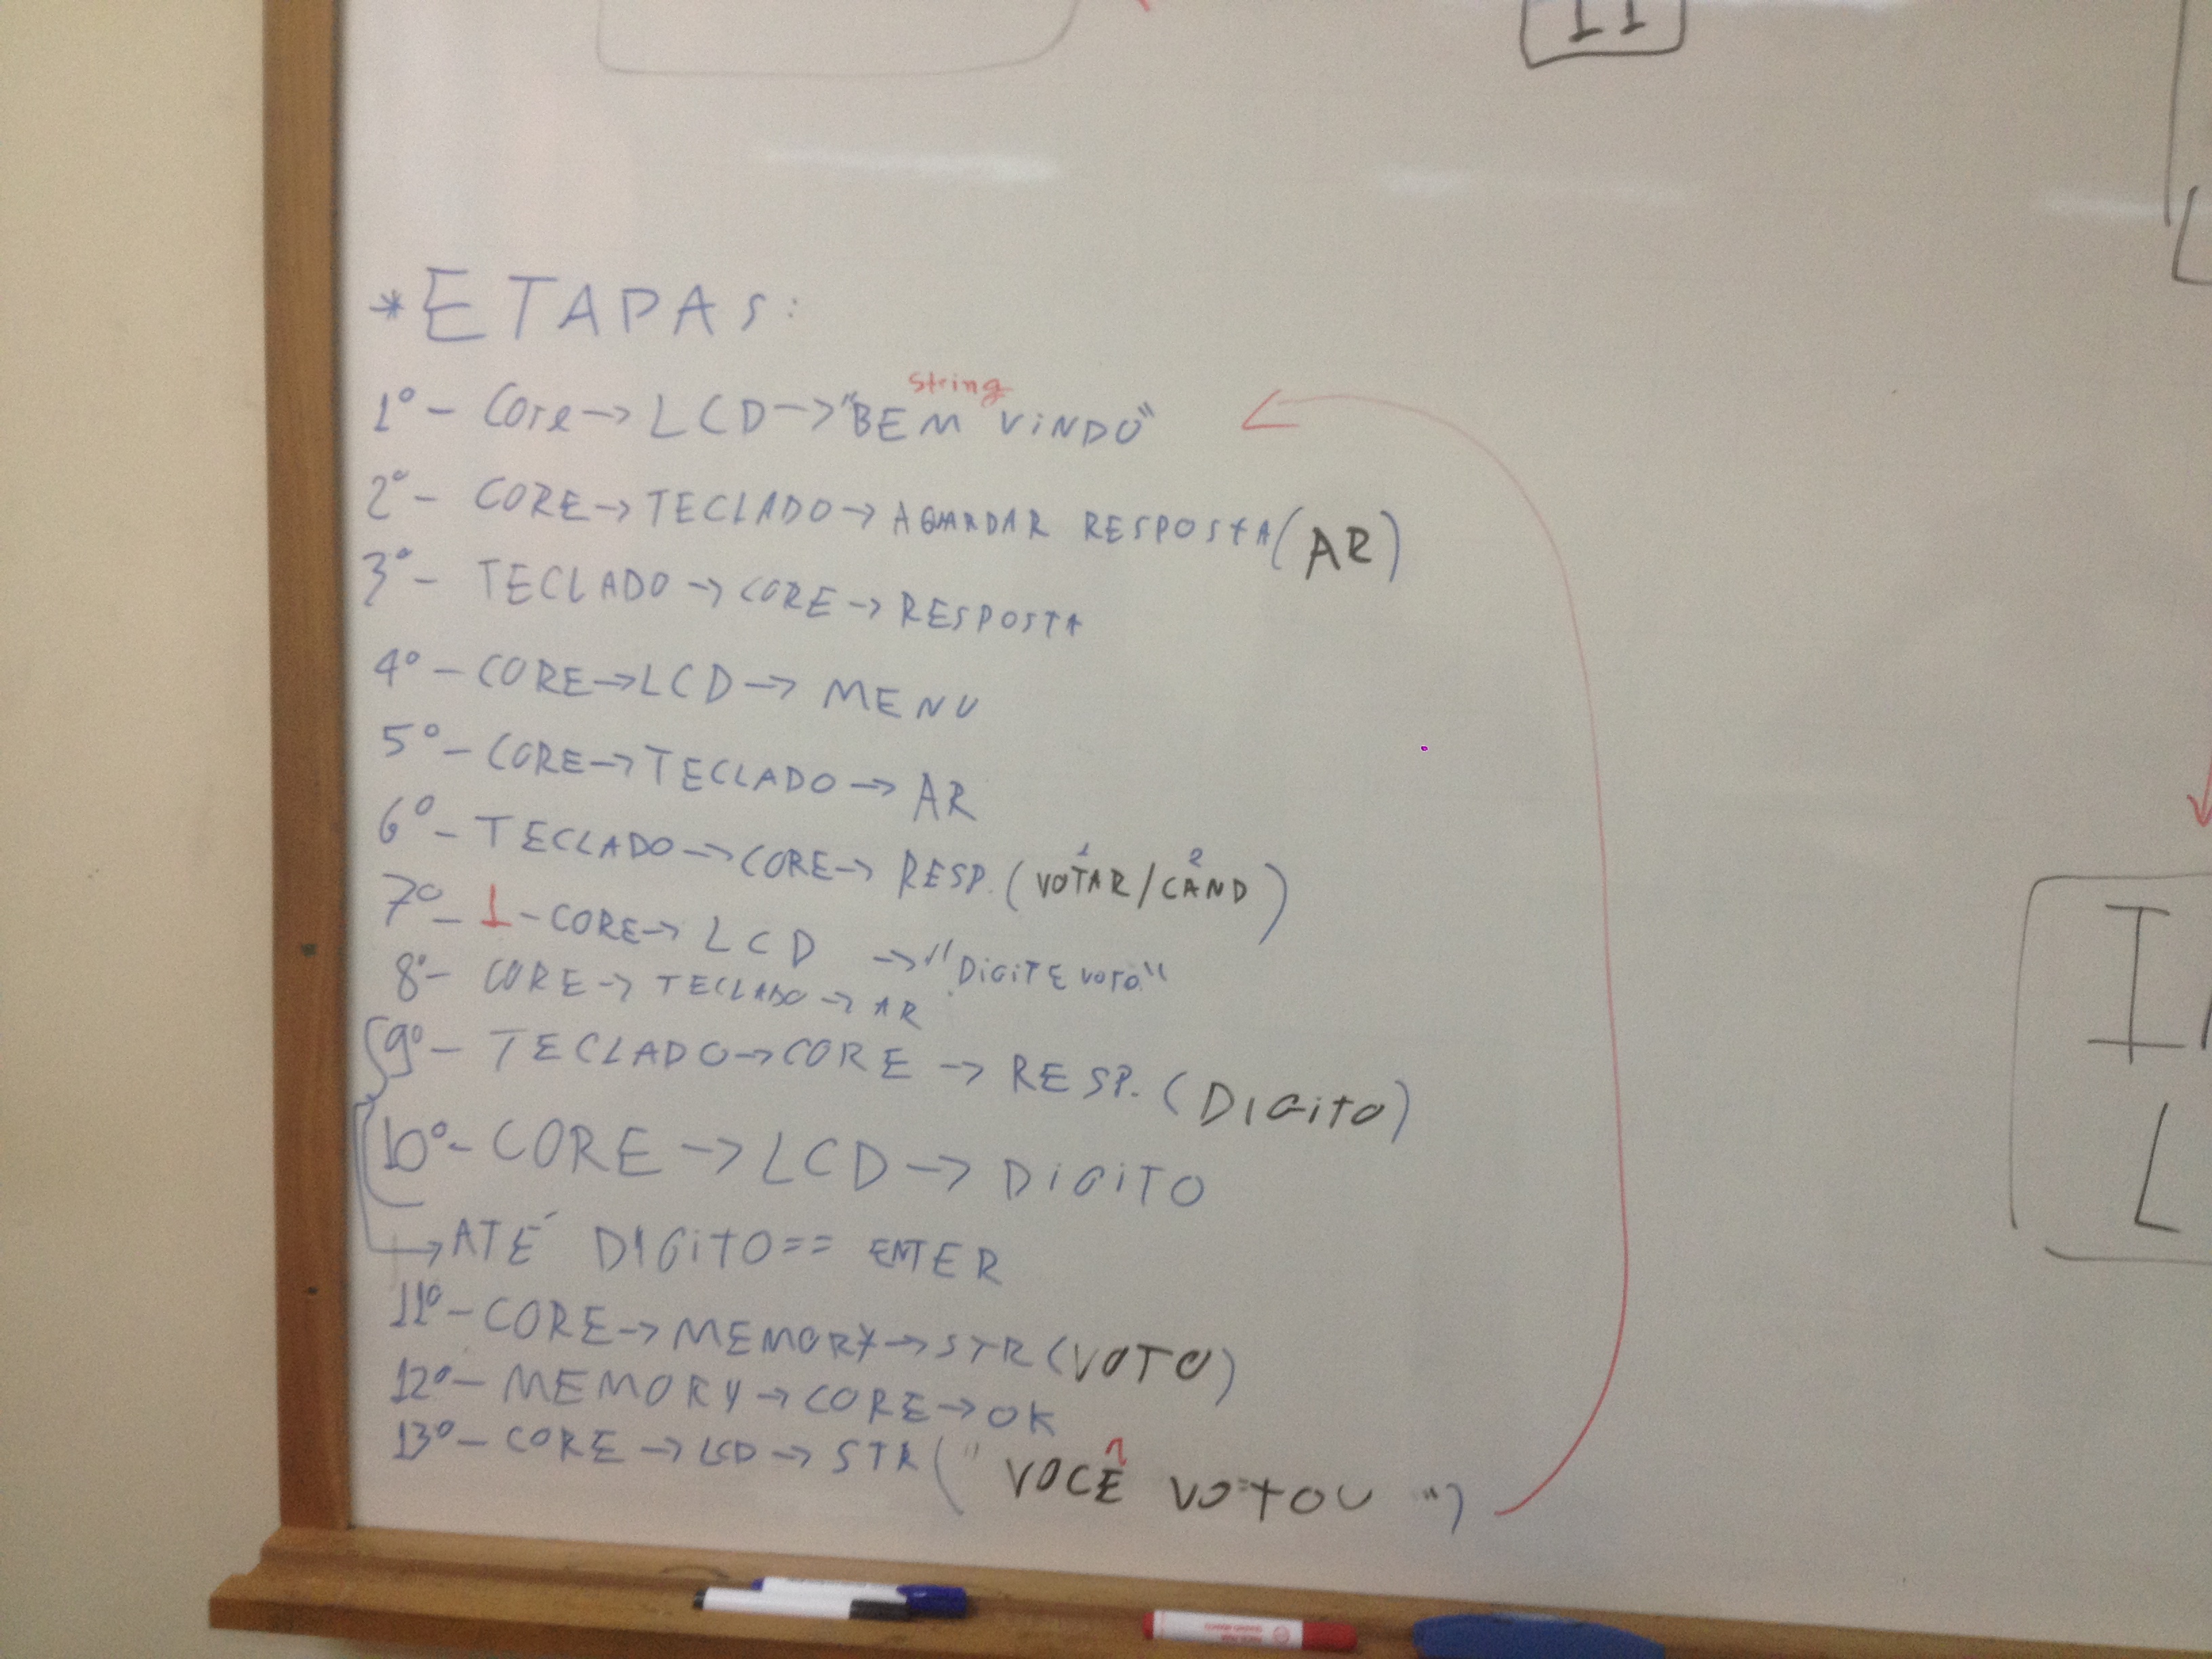 11
* ETAPAS:
string
1º - Core → LCD → "BEM VINDO"
2º - CORE → TECLADO → AGUARDAR RESPOSTA (AR)
3º - TECLADO → CORE → RESPOSTA
4º - CORE → LCD → MENU
5º - CORE → TECLADO → AR
1 2
6º - TECLADO → CORE → RESP. (VOTAR/CAND)
7º - 1 - CORE → LCD → "DIGITE VOTO"
8º - CORE → TECLADO → AR
9º - TECLADO → CORE → RESP. (DIGITO)
10º - CORE → LCD → DIGITO
→ ATÉ DIGITO == ENTER
11º - CORE → MEMORY → STR (VOTO)
12º - MEMORY → CORE → OK
13º - CORE → LCD → STR ("VOCÊ VOTOU")
I
L